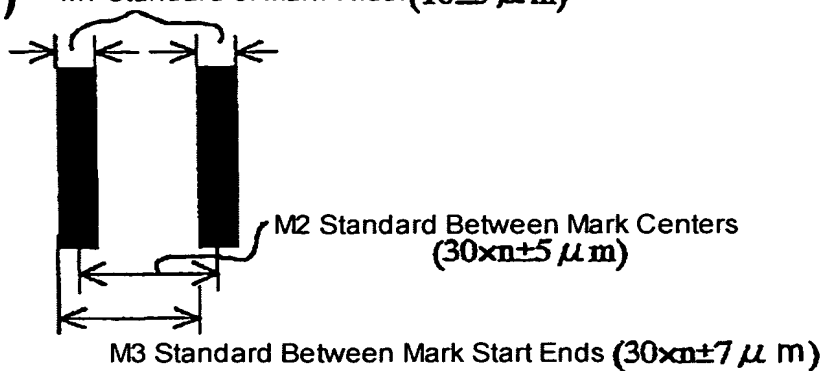 )
M2 Standard Between Mark Centers
(30×n±5 μm)
M3 Standard Between Mark Start Ends (30×n±7 μ m)